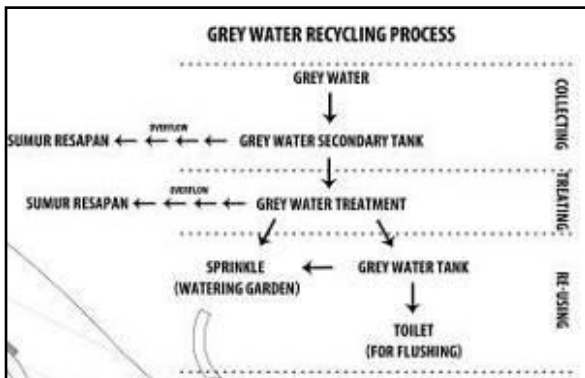 GREY WATER RECYCLING PROCESS
GREY WATER
COLLECTING
OVERFLOW
SUMUR RESAPAN
GREY WATER SECONDARY TANK
TREATING
OVERFLOW
SUMUR RESAPAN
GREY WATER TREATMENT
RE-USING
SPRINKLE
(WATERING GARDEN)
GREY WATER TANK
TOILET
(FOR FLUSHING)